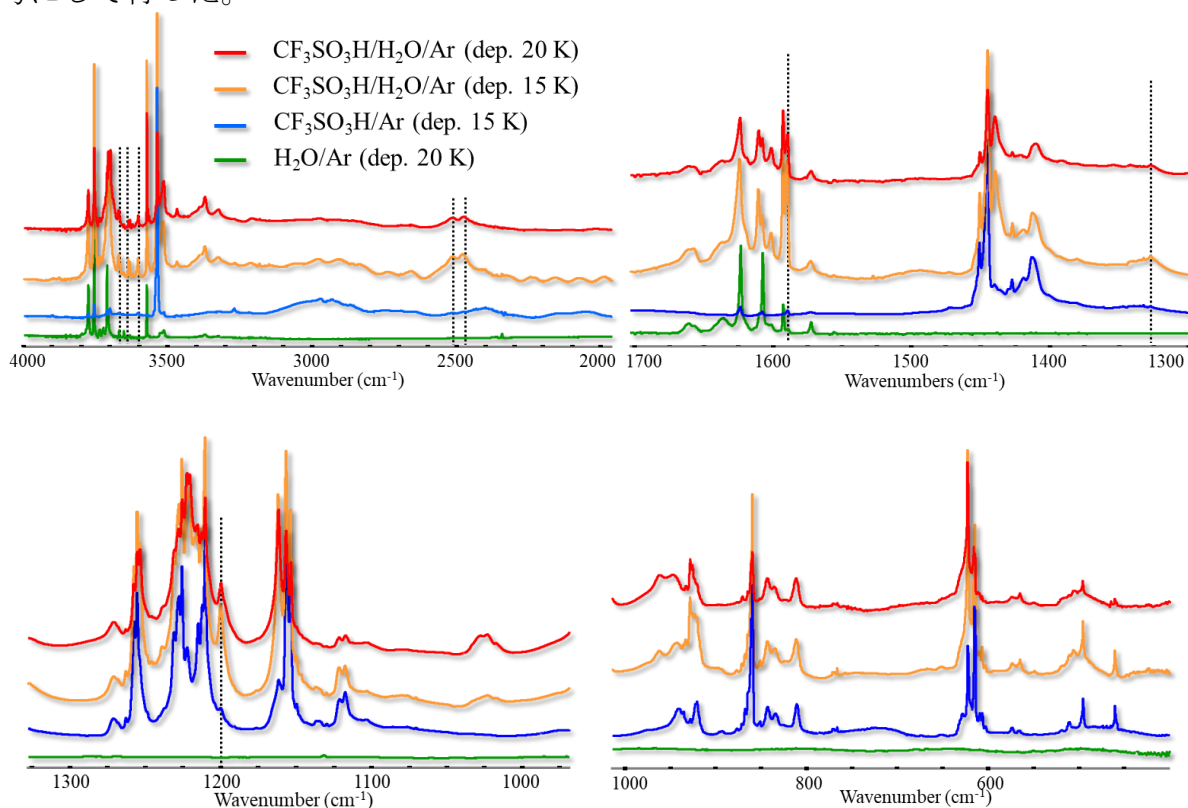 CF₃SO₃H/H₂O/Ar (dep. 20 K)
CF₃SO₃H/H₂O/Ar (dep. 15 K)
CF₃SO₃H/Ar (dep. 15 K)
H₂O/Ar (dep. 20 K)
4000 3500 3000 2500 2000
Wavenumber (cm⁻¹)
1700 1600 1500 1400 1300
Wavenumbers (cm⁻¹)
1300 1200 1100 1000
Wavenumber (cm⁻¹)
1000 800 600
Wavenumber (cm⁻¹)